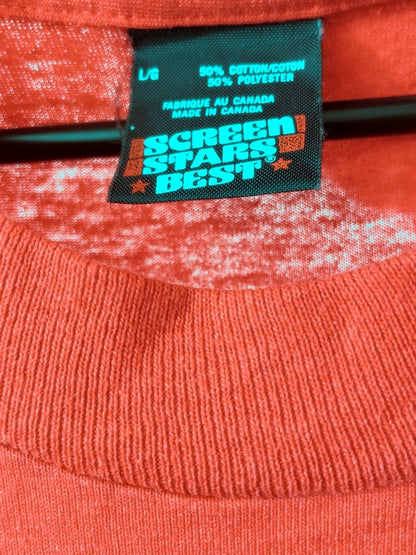 L/G 50% COTTON/COTON
50% POLYESTER
FABRIQUE AU CANADA
MADE IN CANADA
SCREEN
STARS
BEST®